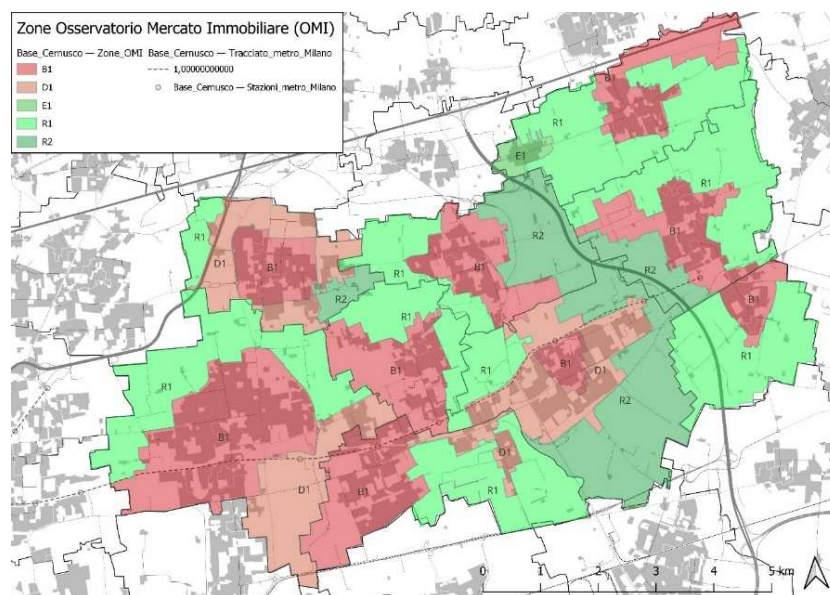 Zone Osservatorio Mercato Immobiliare (OMI)
Base_Cernusco — Zone_OMI Base_Cernusco — Tracciato_metro_Milano
B1 1,00000000000
D1 Base_Cernusco — Stazioni_metro_Milano
E1
R1
R2
B1
R1
E1
R1
R1
B1
R2
D1
B1
B1
R2
R1
R2
B1
R1
R1
R1
B1
R1
B1
D1
R2
B1
D1
D1
B1
R1
0 1 2 3 4 5 km